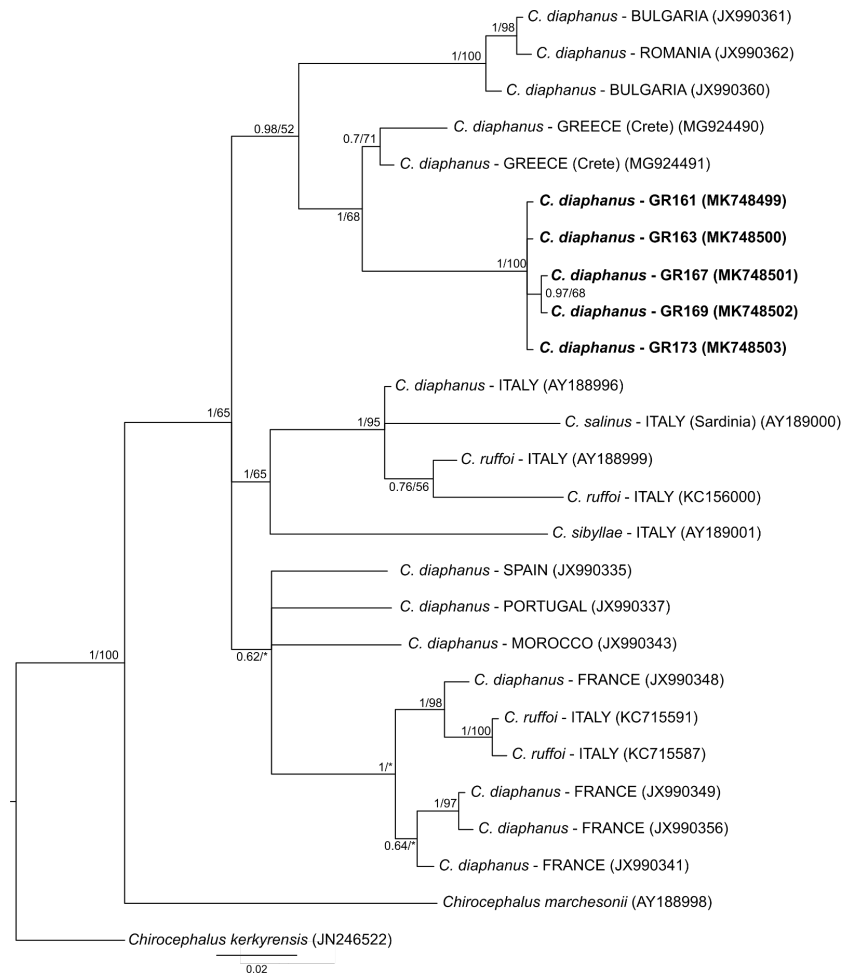 C. diaphanus - BULGARIA (JX990361)
1/98
C. diaphanus - ROMANIA (JX990362)
1/100
C. diaphanus - BULGARIA (JX990360)
0.98/52
C. diaphanus - GREECE (Crete) (MG924490)
0.7/71
C. diaphanus - GREECE (Crete) (MG924491)
C. diaphanus - GR161 (MK748499)
1/68
C. diaphanus - GR163 (MK748500)
1/100
C. diaphanus - GR167 (MK748501)
0.97/68
C. diaphanus - GR169 (MK748502)
C. diaphanus - GR173 (MK748503)
C. diaphanus - ITALY (AY188996)
1/65
1/95
C. salinus - ITALY (Sardinia) (AY189000)
C. ruffoi - ITALY (AY188999)
1/65
0.76/56
C. ruffoi - ITALY (KC156000)
C. sibyllae - ITALY (AY189001)
C. diaphanus - SPAIN (JX990335)
C. diaphanus - PORTUGAL (JX990337)
C. diaphanus - MOROCCO (JX990343)
1/100
0.62/*
C. diaphanus - FRANCE (JX990348)
1/98
C. ruffoi - ITALY (KC715591)
1/100
C. ruffoi - ITALY (KC715587)
1/*
C. diaphanus - FRANCE (JX990349)
1/97
C. diaphanus - FRANCE (JX990356)
0.64/*
C. diaphanus - FRANCE (JX990341)
Chirocephalus marchesonii (AY188998)
Chirocephalus kerkyrensis (JN246522)
0.02